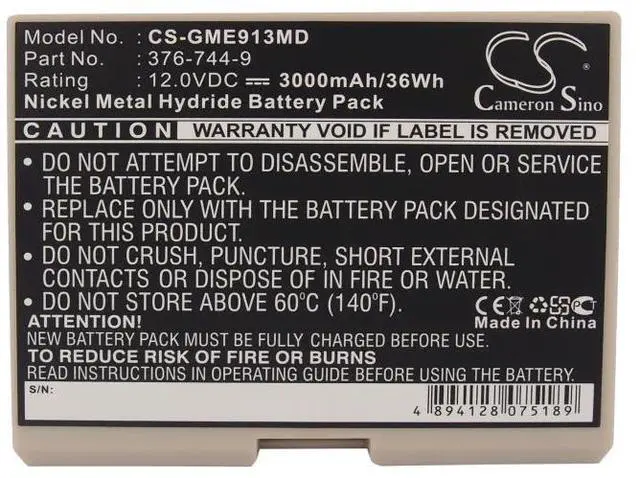 Model No. : CS-GME913MD
Part No. : 376-744-9
Rating : 12.0VDC ⎓ 3000mAh/36Wh
Nickel Metal Hydride Battery Pack
CS
Cameron Sino
CAUTION WARRANTY VOID IF LABEL IS REMOVED
• DO NOT ATTEMPT TO DISASSEMBLE, OPEN OR SERVICE
THE BATTERY PACK.
• REPLACE ONLY WITH THE BATTERY PACK DESIGNATED
FOR THIS PRODUCT.
• DO NOT CRUSH, PUNCTURE, SHORT EXTERNAL
CONTACTS OR DISPOSE OF IN FIRE OR WATER.
• DO NOT STORE ABOVE 60°C (140°F).
CE
Made In China
ATTENTION!
NEW BATTERY PACK MUST BE FULLY CHARGED BEFORE USE.
TO REDUCE RISK OF FIRE OR BURNS
READ INSTRUCTIONS IN OPERATING GUIDE BEFORE USING THE BATTERY.
S/N:
4 894128 075189